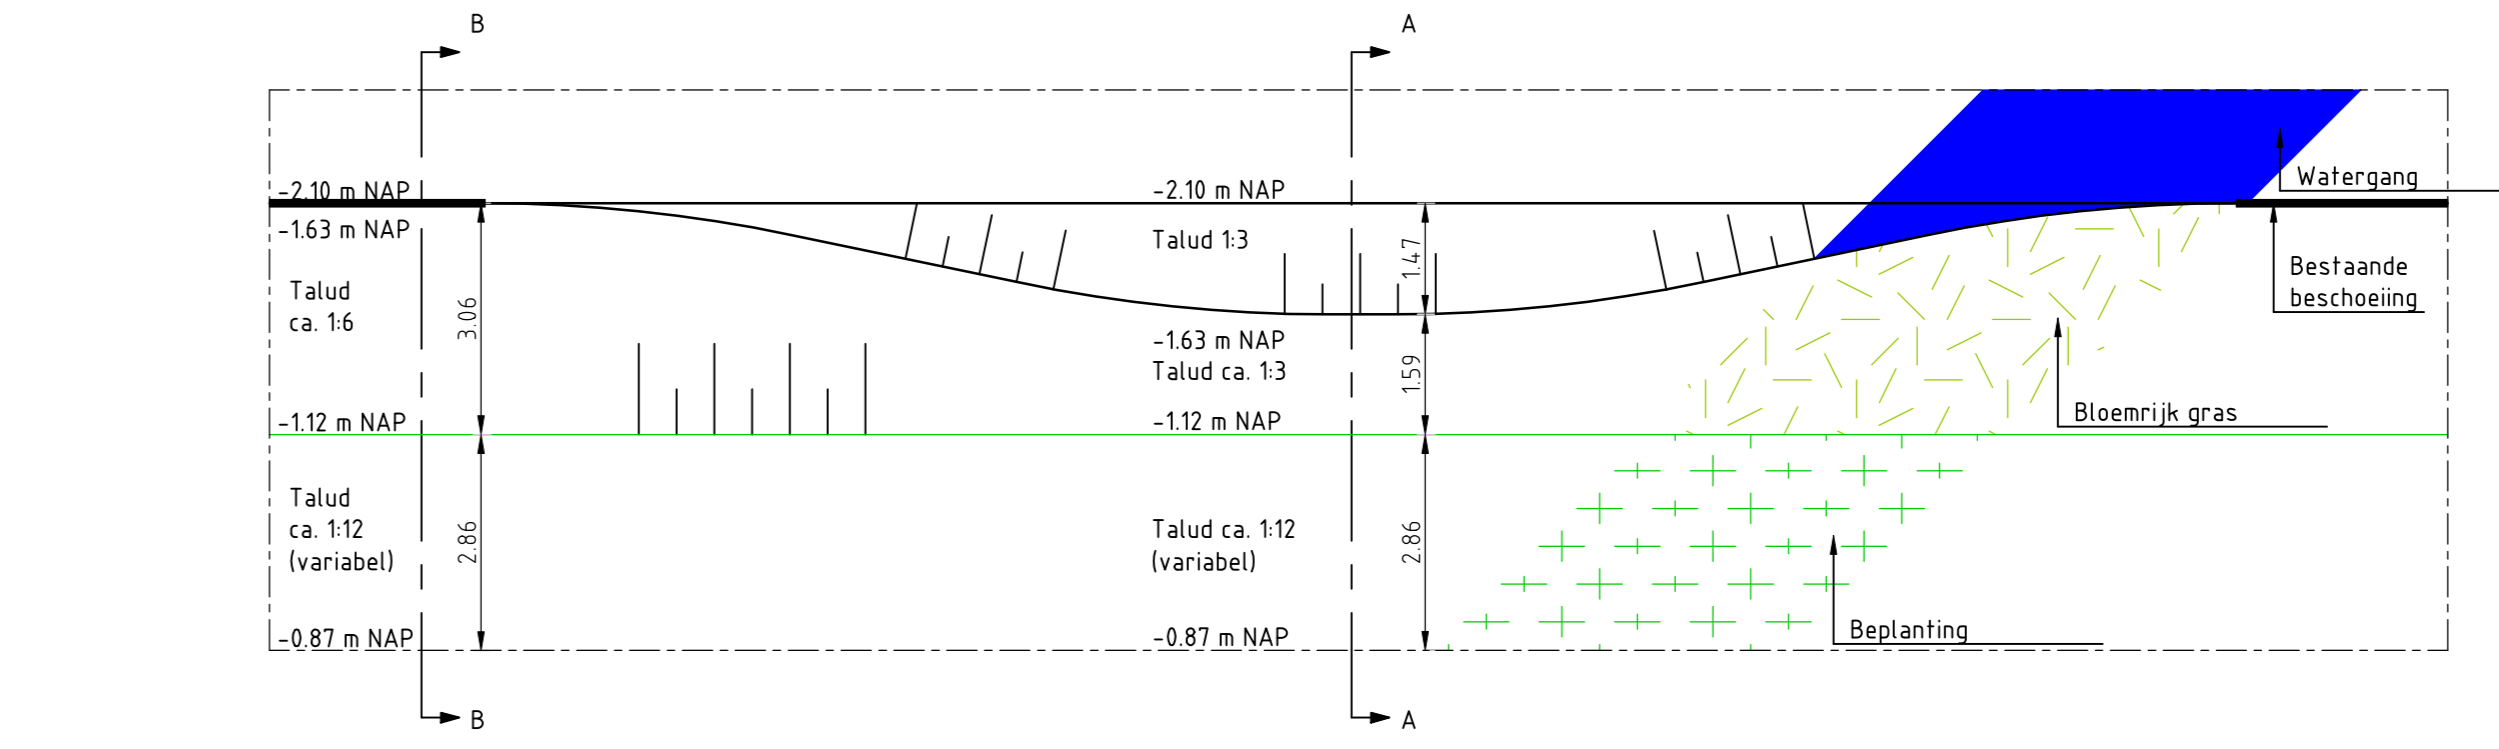 B
A
-2.10 m NAP
-2.10 m NAP
Watergang
-1.63 m NAP
Talud 1:3
1.47
Bestaande
beschoeiing
Talud
ca. 1:6
3.06
-1.63 m NAP
Talud ca. 1:3
1.59
-1.12 m NAP
-1.12 m NAP
Bloemrijk gras
Talud
ca. 1:12
(variabel)
2.86
Talud ca. 1:12
(variabel)
2.86
-0.87 m NAP
-0.87 m NAP
Beplanting
B
A